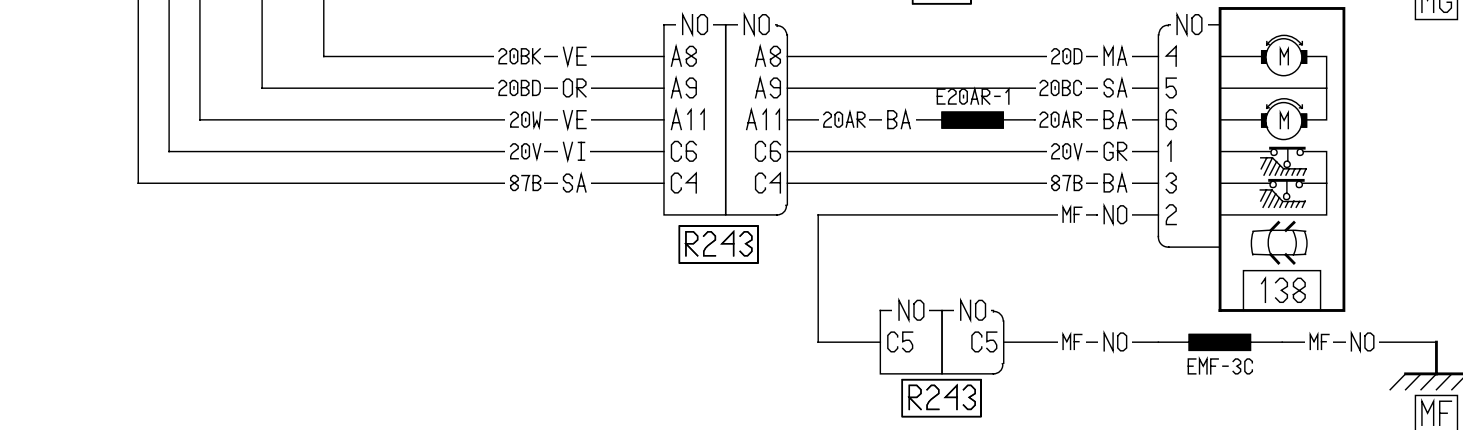 MG
NO NO NO
20BK-VE A8 A8 20D-MA 4 M
20BD-OR A9 A9 20BC-SA 5
E20AR-1
20W-VE A11 A11 20AR-BA 20AR-BA 6 M
20V-VI C6 C6 20V-GR 1
87B-SA C4 C4 87B-BA 3
MF-NO 2
R243
138
NO NO
C5 C5 MF-NO MF-NO
EMF-3C
R243
MF